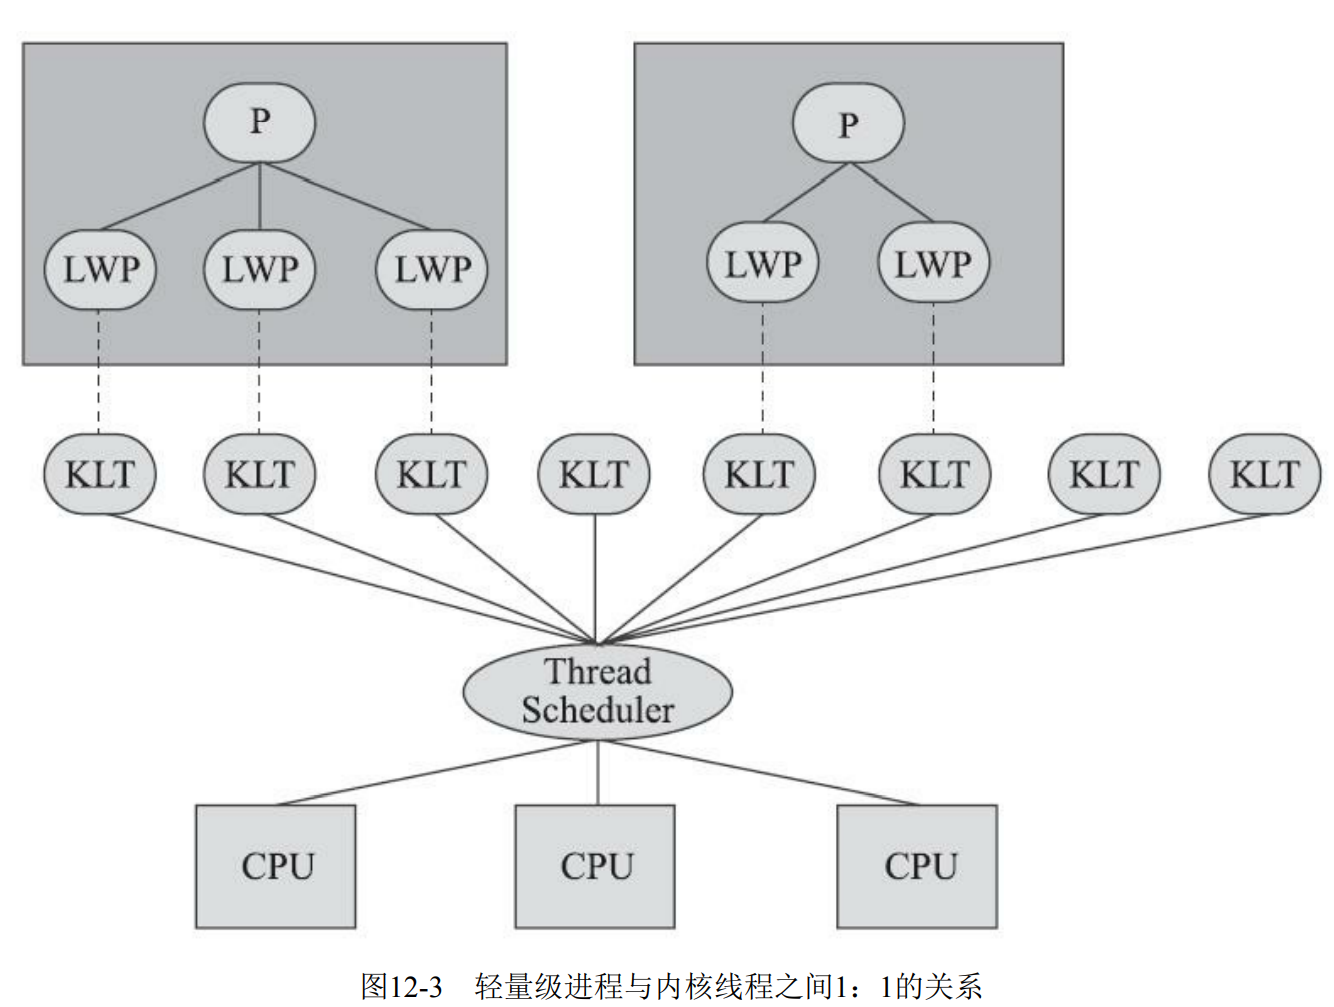 P
P
LWP LWP LWP
LWP LWP
KLT KLT KLT KLT KLT KLT KLT KLT
Thread
Scheduler
CPU CPU CPU
图12-3 轻量级进程与内核线程之间1：1的关系